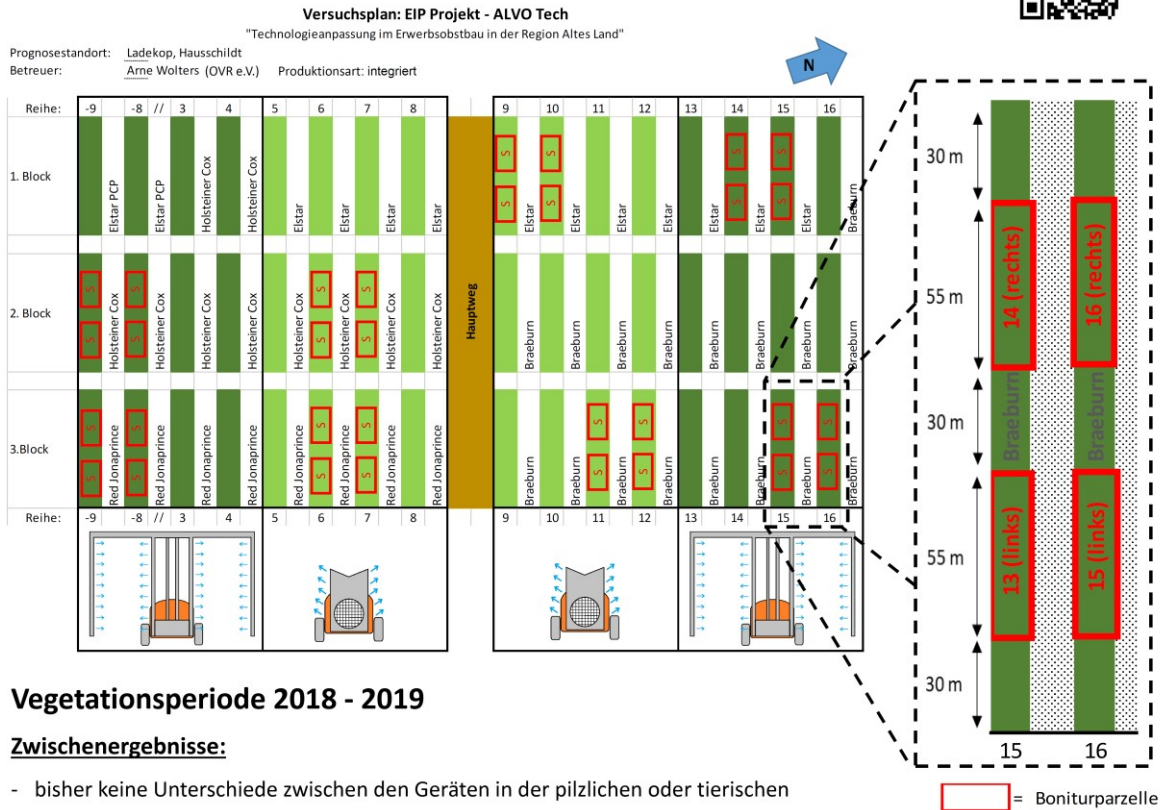 Versuchsplan: EIP Projekt - ALVO Tech
"Technologieanpassung im Erwerbsobstbau in der Region Altes Land"
Prognosestandort: Ladekop, Hausschildt
Betreuer: Arne Wolters (OVR e.V.) Produktionsart: integriert
N
Reihe: -9 -8 // 3 4 5 6 7 8 9 10 11 12 13 14 15 16
1. Block
Elstar PCP Elstar PCP Holsteiner Cox Holsteiner Cox Elstar Elstar Elstar Elstar Elstar Elstar Elstar Elstar Elstar Elstar Elstar Braeburn
S S S S
S S S S
2. Block
Holsteiner Cox Holsteiner Cox Holsteiner Cox Holsteiner Cox Holsteiner Cox Holsteiner Cox Holsteiner Cox Holsteiner Cox Braeburn Braeburn Braeburn Braeburn Braeburn Braeburn Braeburn Braeburn
S S S S
S S S S
Hauptweg
3.Block
Red Jonaprince Red Jonaprince Red Jonaprince Red Jonaprince Red Jonaprince Red Jonaprince Red Jonaprince Red Jonaprince Braeburn Braeburn Braeburn Braeburn Braeburn Braeburn Braeburn Braeburn
S S S S S S S S
S S S S S S S S
Reihe: -9 -8 // 3 4 5 6 7 8 9 10 11 12 13 14 15 16
30 m
55 m
14 (rechts) 16 (rechts)
30 m
Braeburn Braeburn
55 m
13 (links) 15 (links)
30 m
15 16
= Boniturparzelle
Vegetationsperiode 2018 - 2019
Zwischenergebnisse:
- bisher keine Unterschiede zwischen den Geräten in der pilzlichen oder tierischen